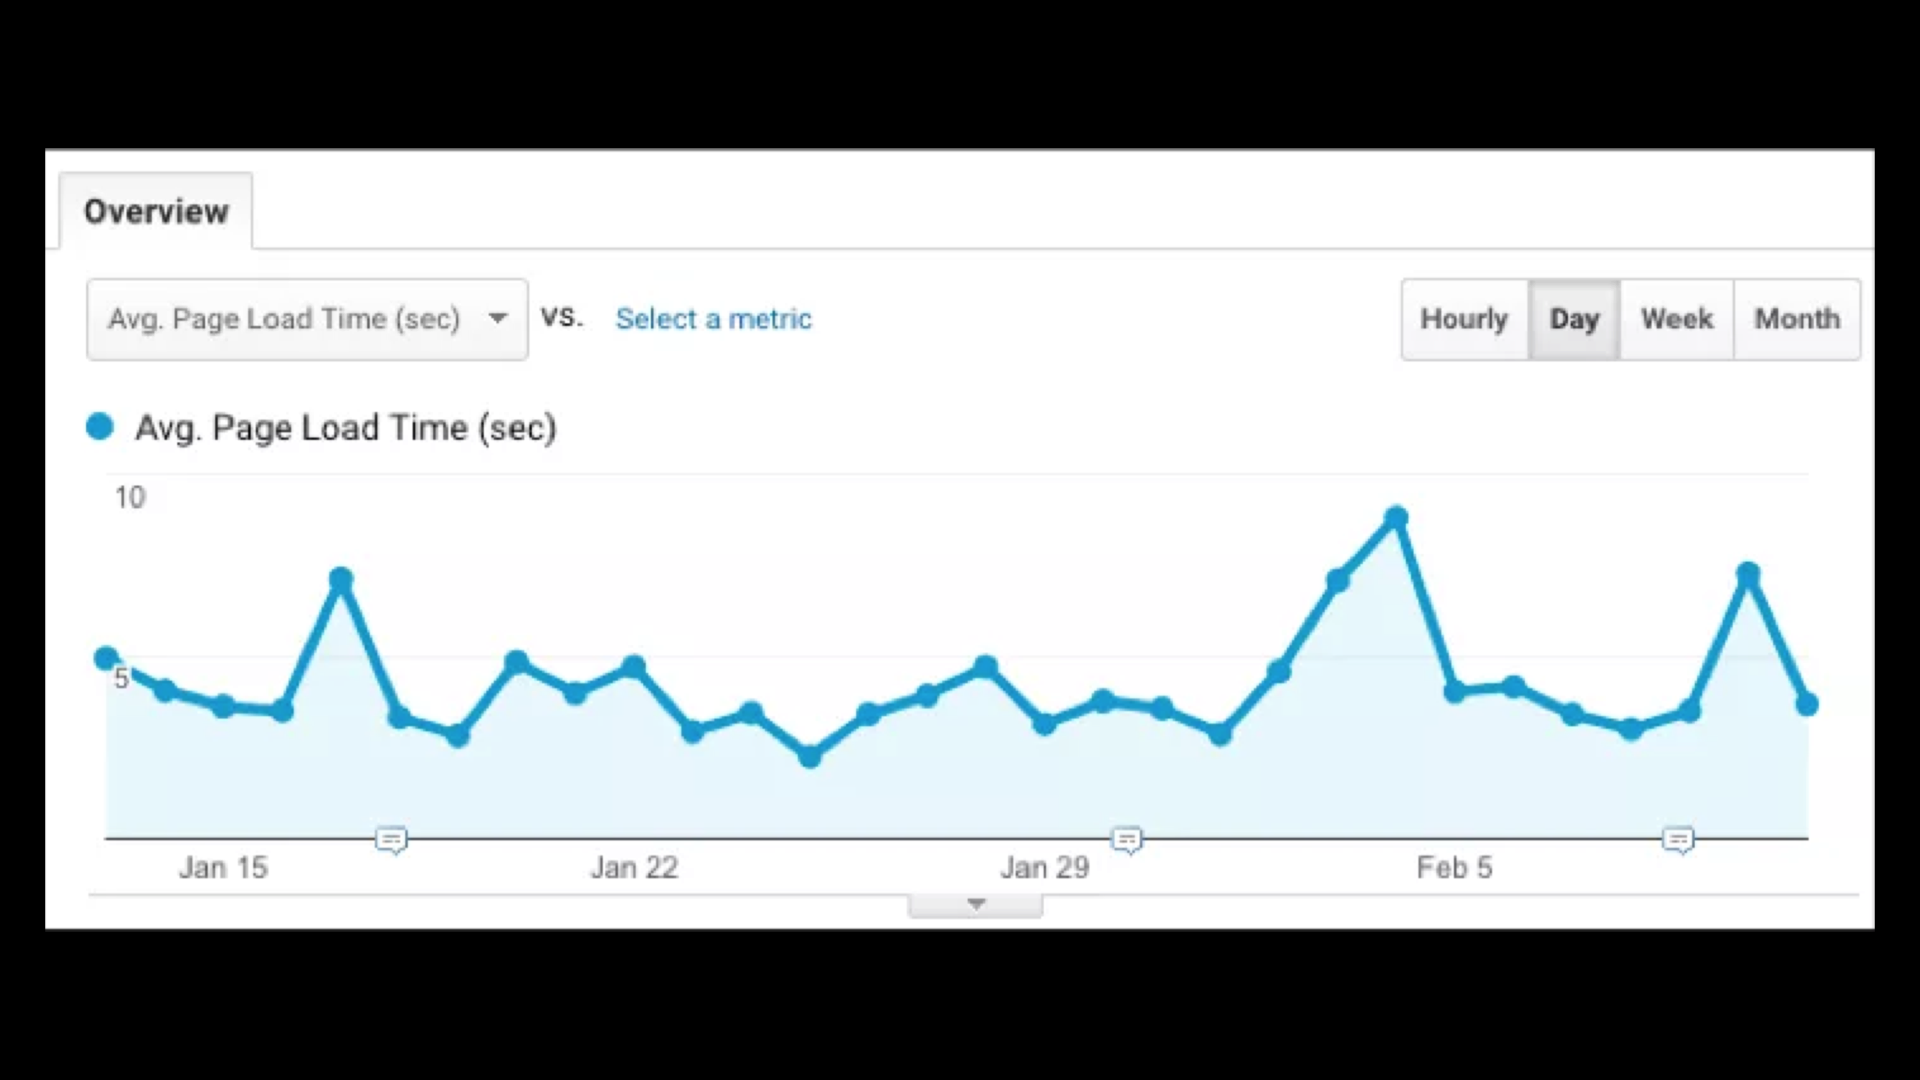 Overview
Avg. Page Load Time (sec) VS. Select a metric Hourly Day Week Month
Avg. Page Load Time (sec)
10
5
Jan 15 Jan 22 Jan 29 Feb 5